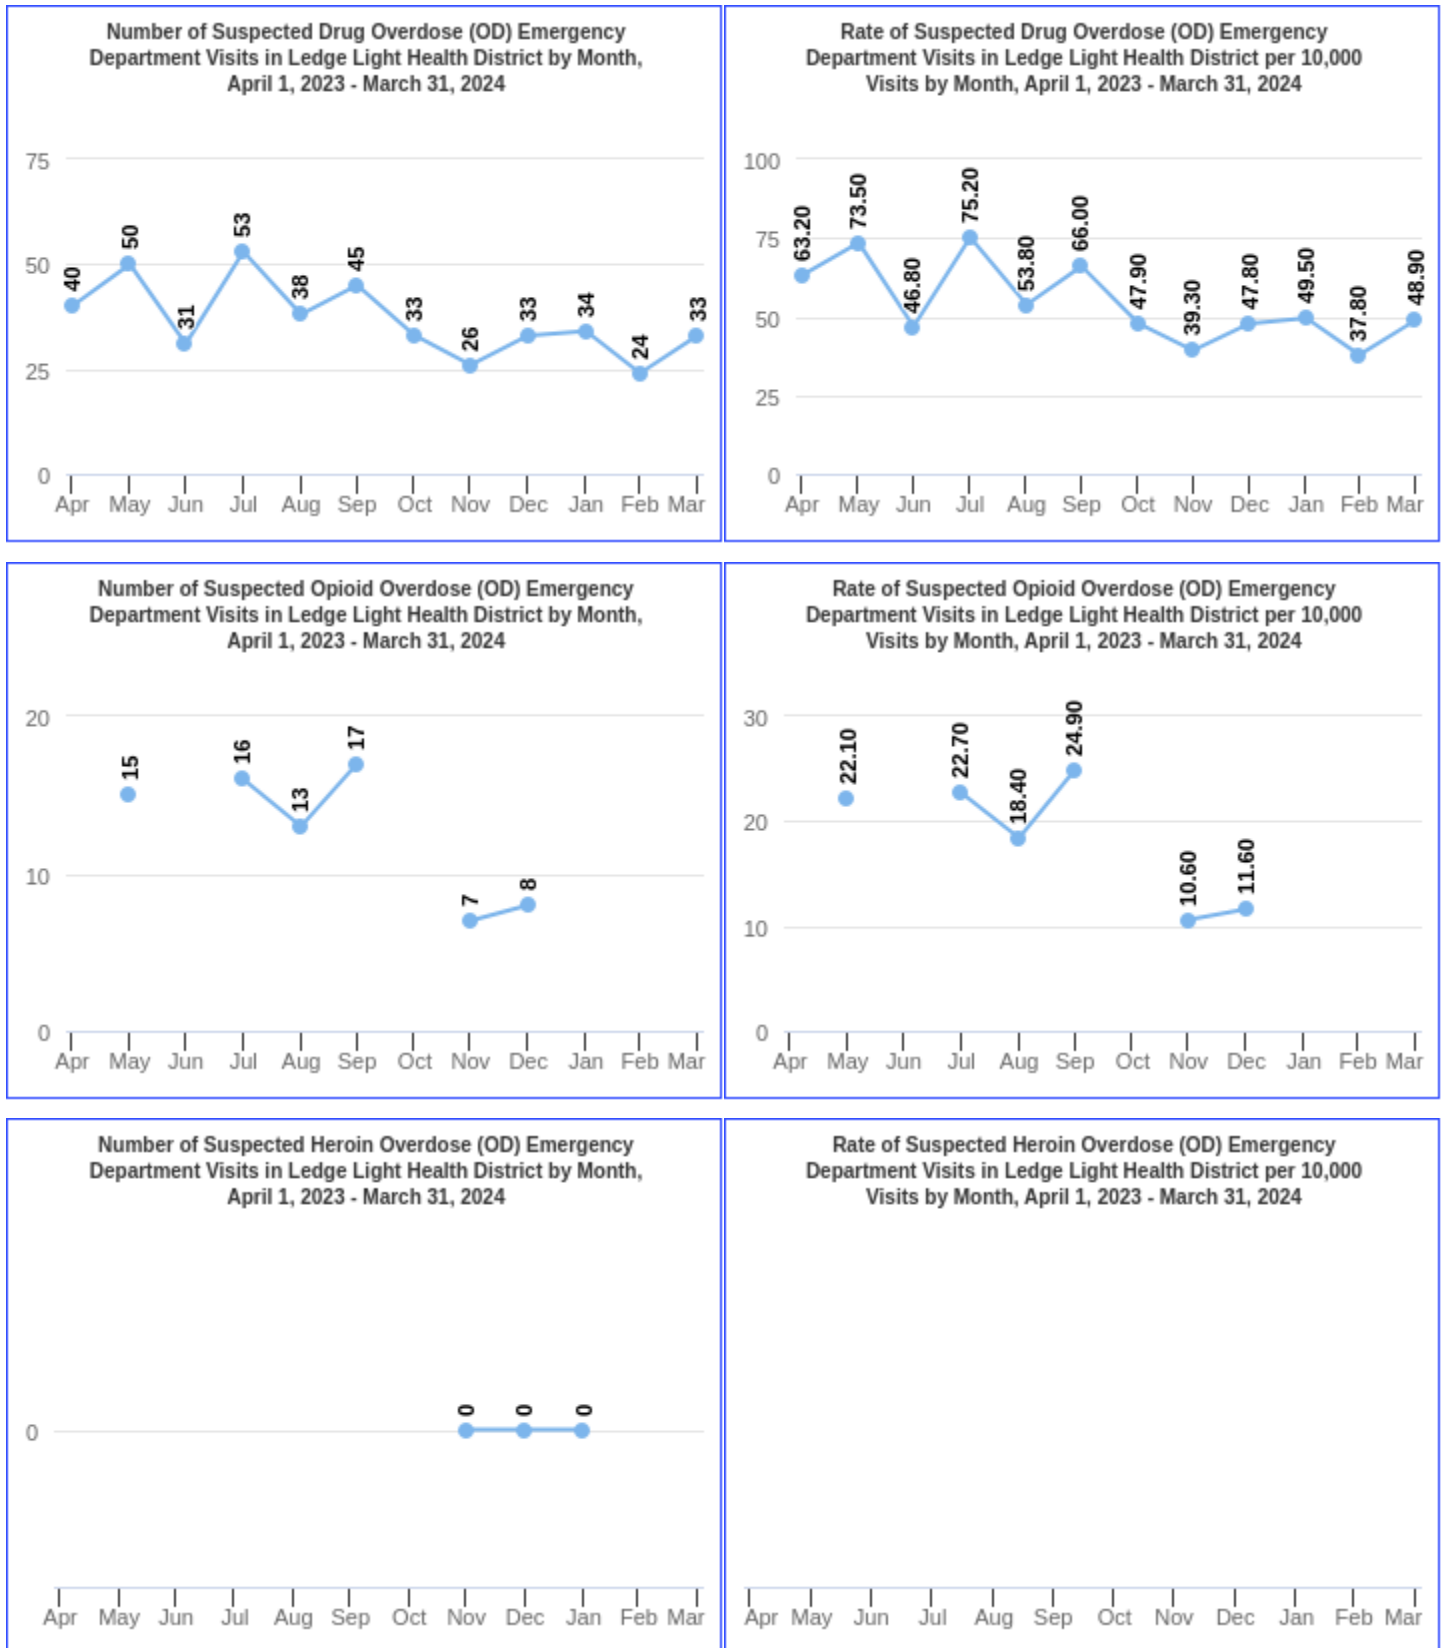 Number of Suspected Drug Overdose (OD) Emergency
Department Visits in Ledge Light Health District by Month,
April 1, 2023 - March 31, 2024
75
50
25
0
40
50
31
53
38
45
33
26
33
34
24
33
Apr May Jun Jul Aug Sep Oct Nov Dec Jan Feb Mar
Rate of Suspected Drug Overdose (OD) Emergency
Department Visits in Ledge Light Health District per 10,000
Visits by Month, April 1, 2023 - March 31, 2024
100
75
50
25
0
63.20
73.50
46.80
75.20
53.80
66.00
47.90
39.30
47.80
49.50
37.80
48.90
Apr May Jun Jul Aug Sep Oct Nov Dec Jan Feb Mar
Number of Suspected Opioid Overdose (OD) Emergency
Department Visits in Ledge Light Health District by Month,
April 1, 2023 - March 31, 2024
20
10
0
15
16
13
17
7
8
Apr May Jun Jul Aug Sep Oct Nov Dec Jan Feb Mar
Rate of Suspected Opioid Overdose (OD) Emergency
Department Visits in Ledge Light Health District per 10,000
Visits by Month, April 1, 2023 - March 31, 2024
30
20
10
0
22.10
22.70
18.40
24.90
10.60
11.60
Apr May Jun Jul Aug Sep Oct Nov Dec Jan Feb Mar
Number of Suspected Heroin Overdose (OD) Emergency
Department Visits in Ledge Light Health District by Month,
April 1, 2023 - March 31, 2024
0
0
0
0
Apr May Jun Jul Aug Sep Oct Nov Dec Jan Feb Mar
Rate of Suspected Heroin Overdose (OD) Emergency
Department Visits in Ledge Light Health District per 10,000
Visits by Month, April 1, 2023 - March 31, 2024
Apr May Jun Jul Aug Sep Oct Nov Dec Jan Feb Mar